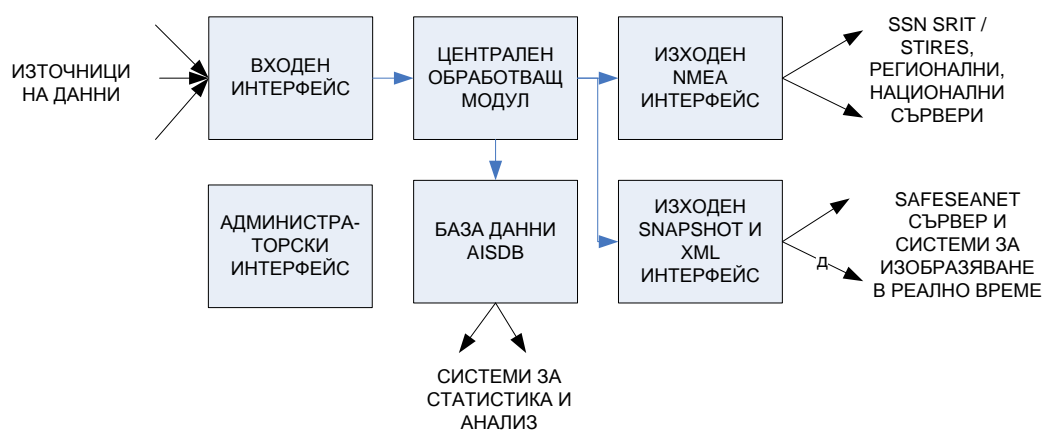 ИЗТОЧНИЦИ
НА ДАННИ
ВХОДЕН
ИНТЕРФЕЙС
ЦЕНТРАЛЕН
ОБРАБОТВАЩ
МОДУЛ
ИЗХОДЕН
NMEA
ИНТЕРФЕЙС
SSN SRIT /
STIRES,
РЕГИОНАЛНИ,
НАЦИОНАЛНИ
СЪРВЕРИ
АДМИНИСТРА-
ТОРСКИ
ИНТЕРФЕЙС
БАЗА ДАННИ
AISDB
ИЗХОДЕН
SNAPSHOT И
XML
ИНТЕРФЕЙС
Д
SAFESEANET
СЪРВЕР И
СИСТЕМИ ЗА
ИЗОБРАЗЯВАНЕ
В РЕАЛНО ВРЕМЕ
СИСТЕМИ ЗА
СТАТИСТИКА И
АНАЛИЗ